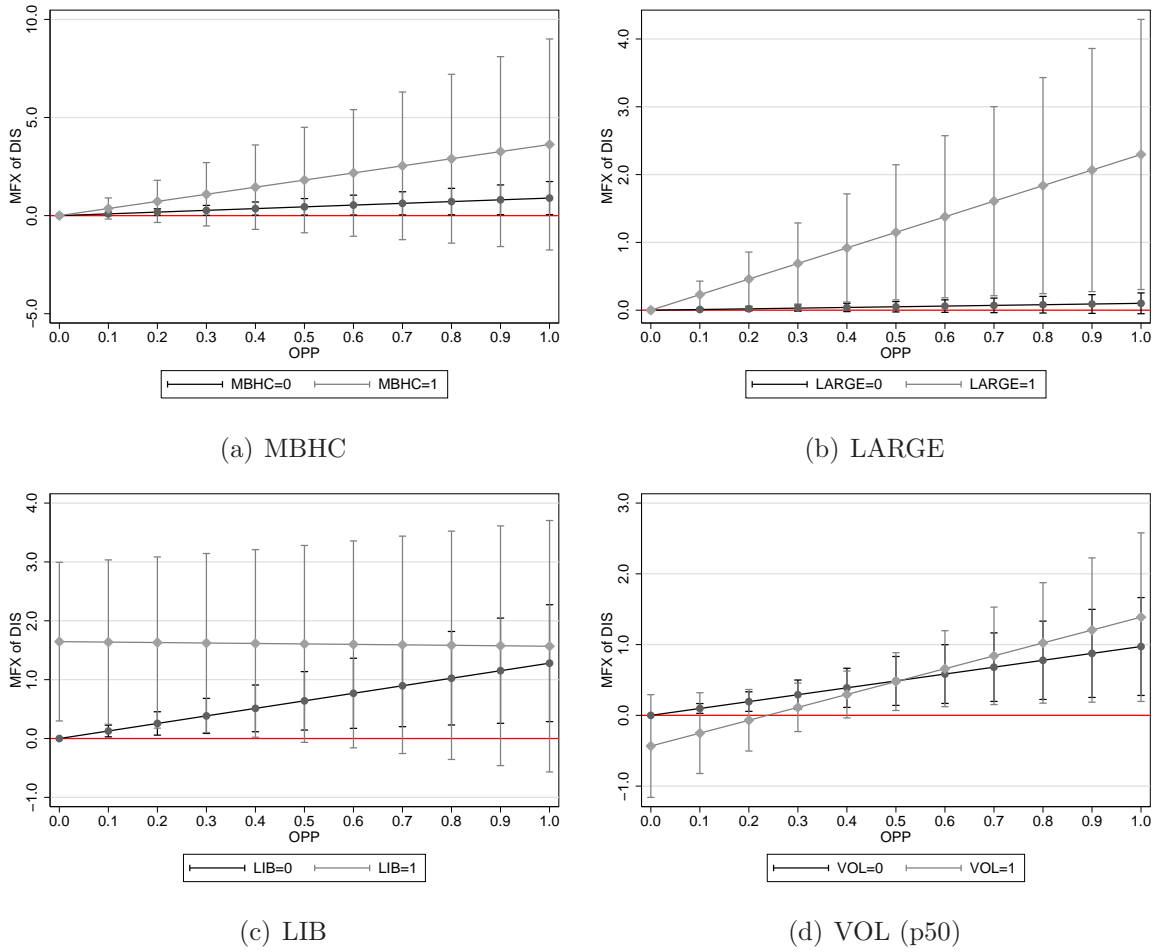 MFX of DIS
10.0
5.0
0.0
−5.0
0.0 0.1 0.2 0.3 0.4 0.5 0.6 0.7 0.8 0.9 1.0
OPP
MBHC=0 MBHC=1
(a) MBHC
MFX of DIS
4.0
3.0
2.0
1.0
0.0
0.0 0.1 0.2 0.3 0.4 0.5 0.6 0.7 0.8 0.9 1.0
OPP
LARGE=0 LARGE=1
(b) LARGE
MFX of DIS
4.0
3.0
2.0
1.0
0.0
−1.0
0.0 0.1 0.2 0.3 0.4 0.5 0.6 0.7 0.8 0.9 1.0
OPP
LIB=0 LIB=1
(c) LIB
MFX of DIS
3.0
2.0
1.0
0.0
−1.0
0.0 0.1 0.2 0.3 0.4 0.5 0.6 0.7 0.8 0.9 1.0
OPP
VOL=0 VOL=1
(d) VOL (p50)